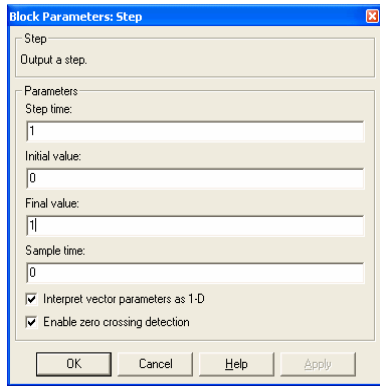 Block Parameters: Step
Step
Output a step.
Parameters
Step time:
1
Initial value:
0
Final value:
1
Sample time:
0
Interpret vector parameters as 1-D
Enable zero crossing detection
OK Cancel Help Apply